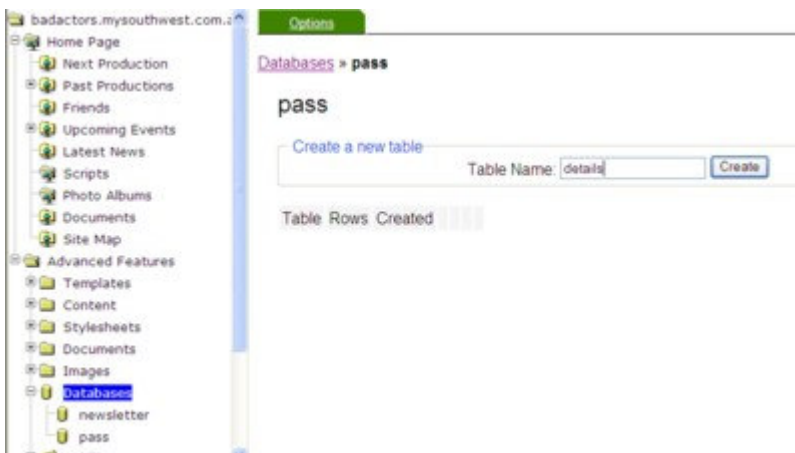 badactors.mysouthwest.com.a
Home Page
Next Production
Past Productions
Friends
Upcoming Events
Latest News
Scripts
Photo Albums
Documents
Site Map
Advanced Features
Templates
Content
Stylesheets
Documents
Images
Databases
newsletter
pass
Options
Databases » pass
pass
Create a new table
Table Name: details Create
Table Rows Created